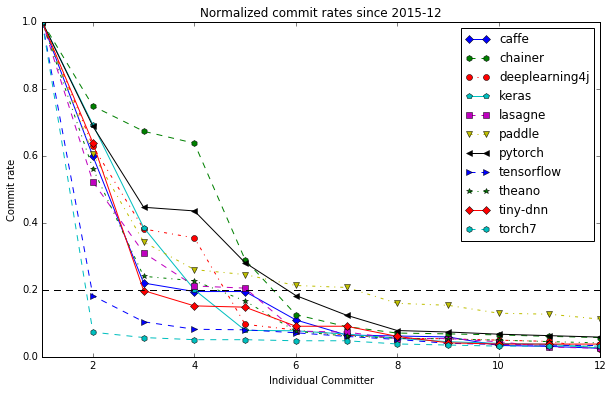 Normalized commit rates since 2015-12
1.0
0.8
0.6
0.4
0.2
0.0
Commit rate
2
4
6
8
10
12
Individual Committer
caffe
chainer
deeplearning4j
keras
lasagne
paddle
pytorch
tensorflow
theano
tiny-dnn
torch7